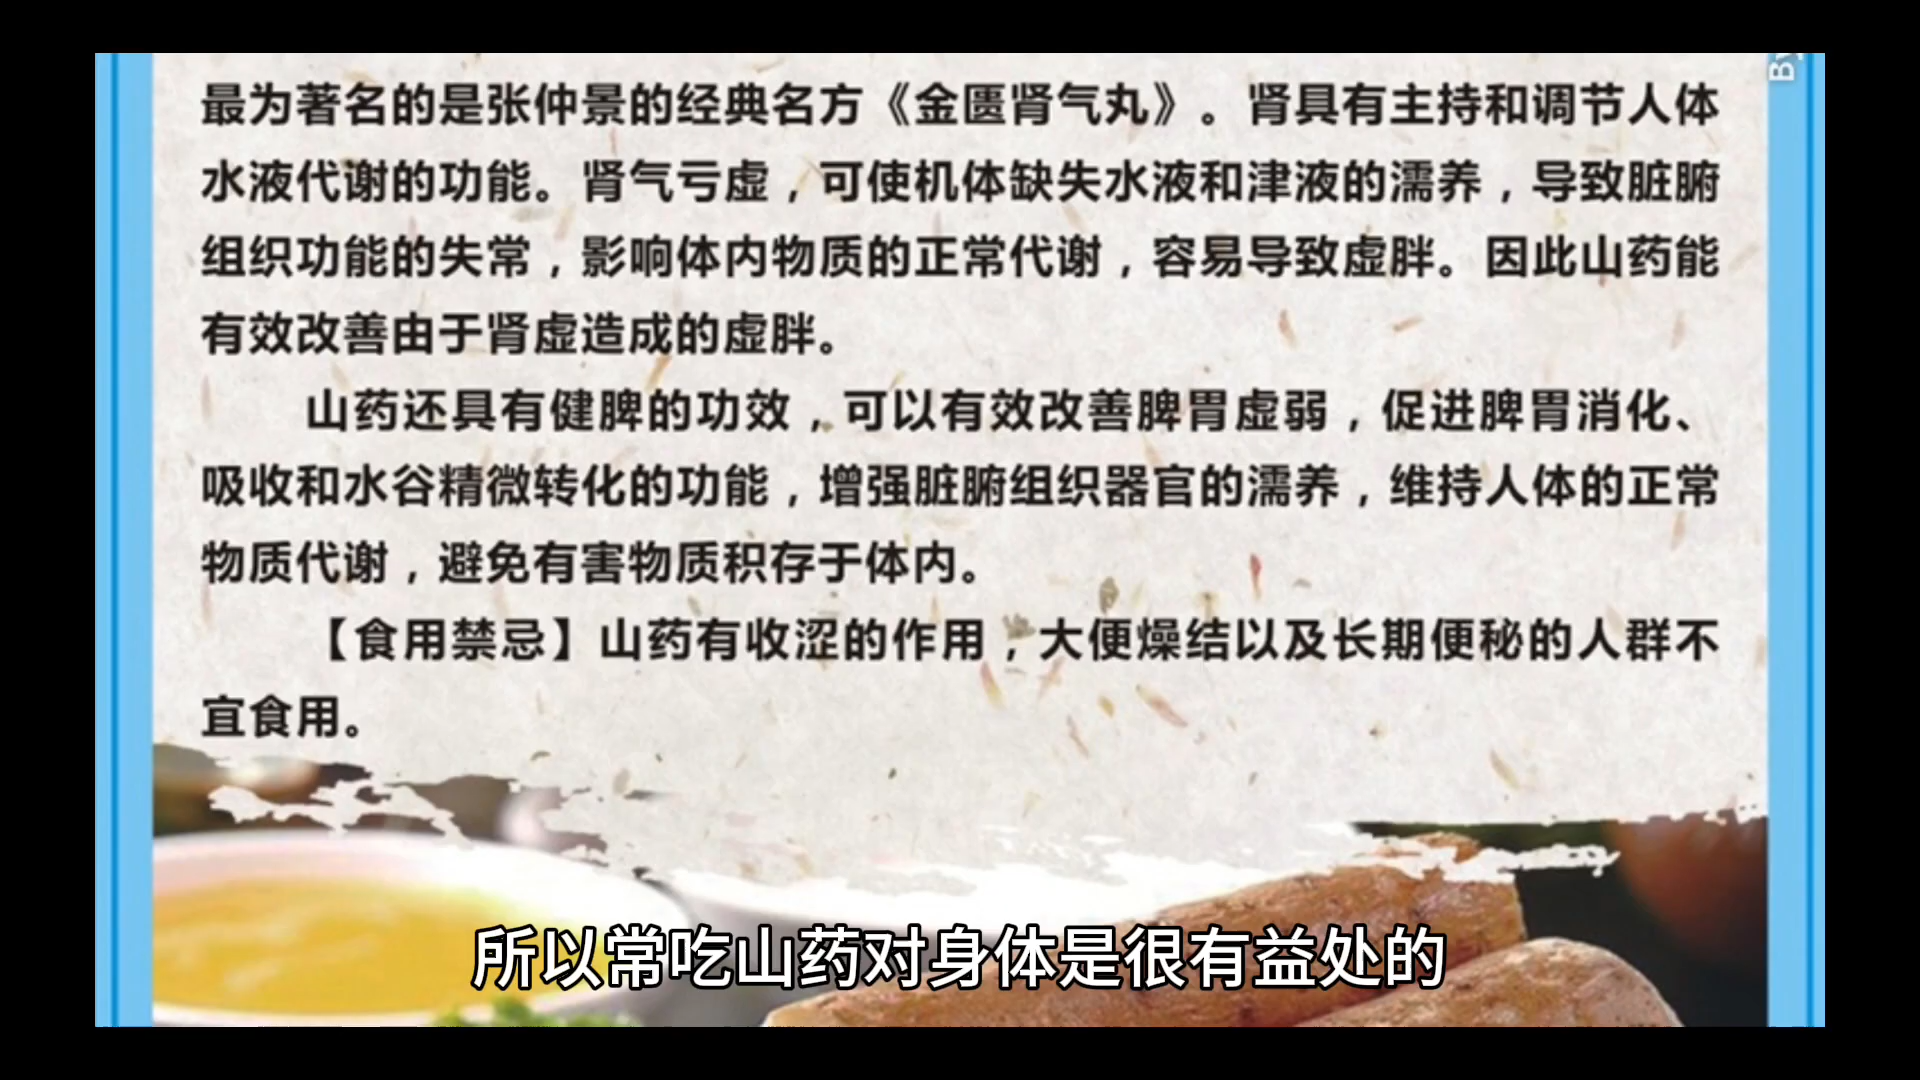 最为著名的是张仲景的经典名方《金匮肾气丸》。肾具有主持和调节人体
水液代谢的功能。肾气亏虚，可使机体缺失水液和津液的濡养，导致脏腑
组织功能的失常，影响体内物质的正常代谢，容易导致虚胖。因此山药能
有效改善由于肾虚造成的虚胖。
山药还具有健脾的功效，可以有效改善脾胃虚弱，促进脾胃消化、
吸收和水谷精微转化的功能，增强脏腑组织器官的濡养，维持人体的正常
物质代谢，避免有害物质积存于体内。
【食用禁忌】山药有收涩的作用，大便燥结以及长期便秘的人群不
宜食用。
所以常吃山药对身体是很有益处的